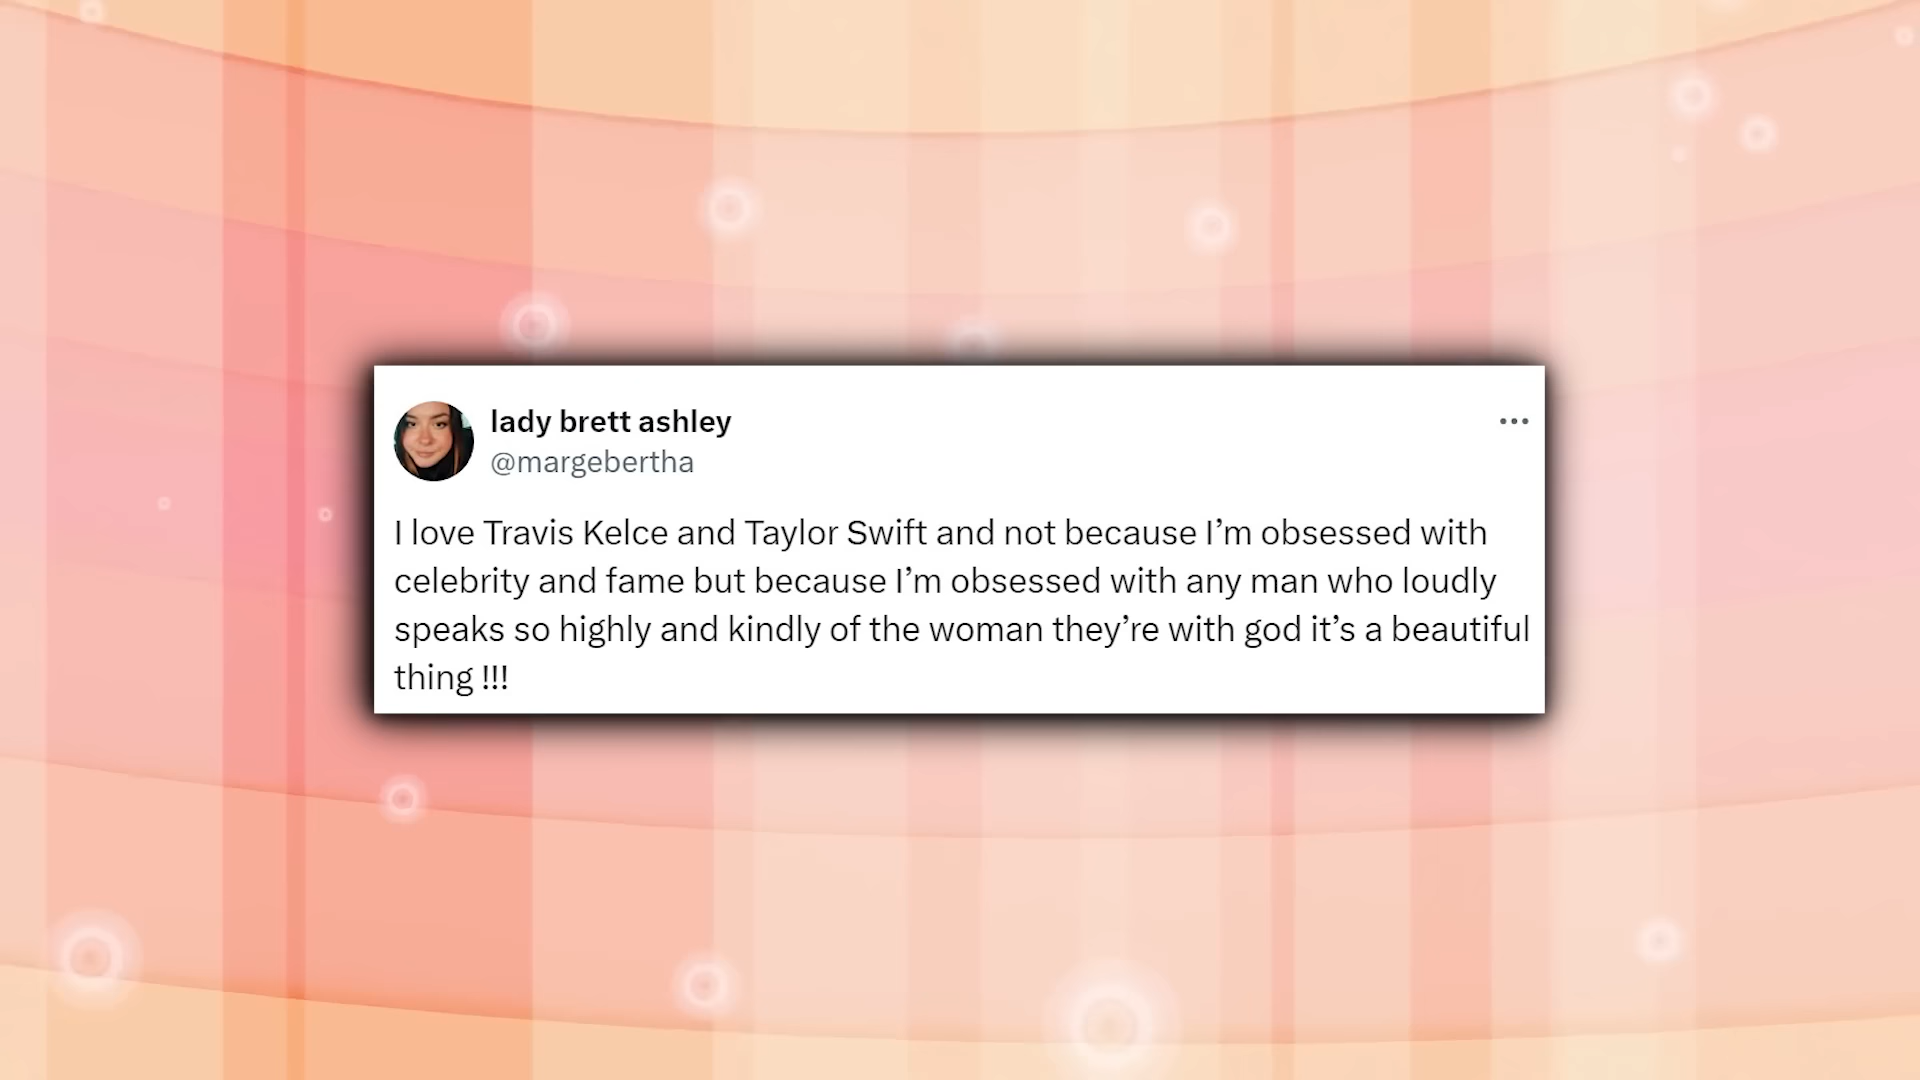 lady brett ashley
@margebertha
I love Travis Kelce and Taylor Swift and not because I’m obsessed with
celebrity and fame but because I’m obsessed with any man who loudly
speaks so highly and kindly of the woman they’re with god it’s a beautiful
thing !!!